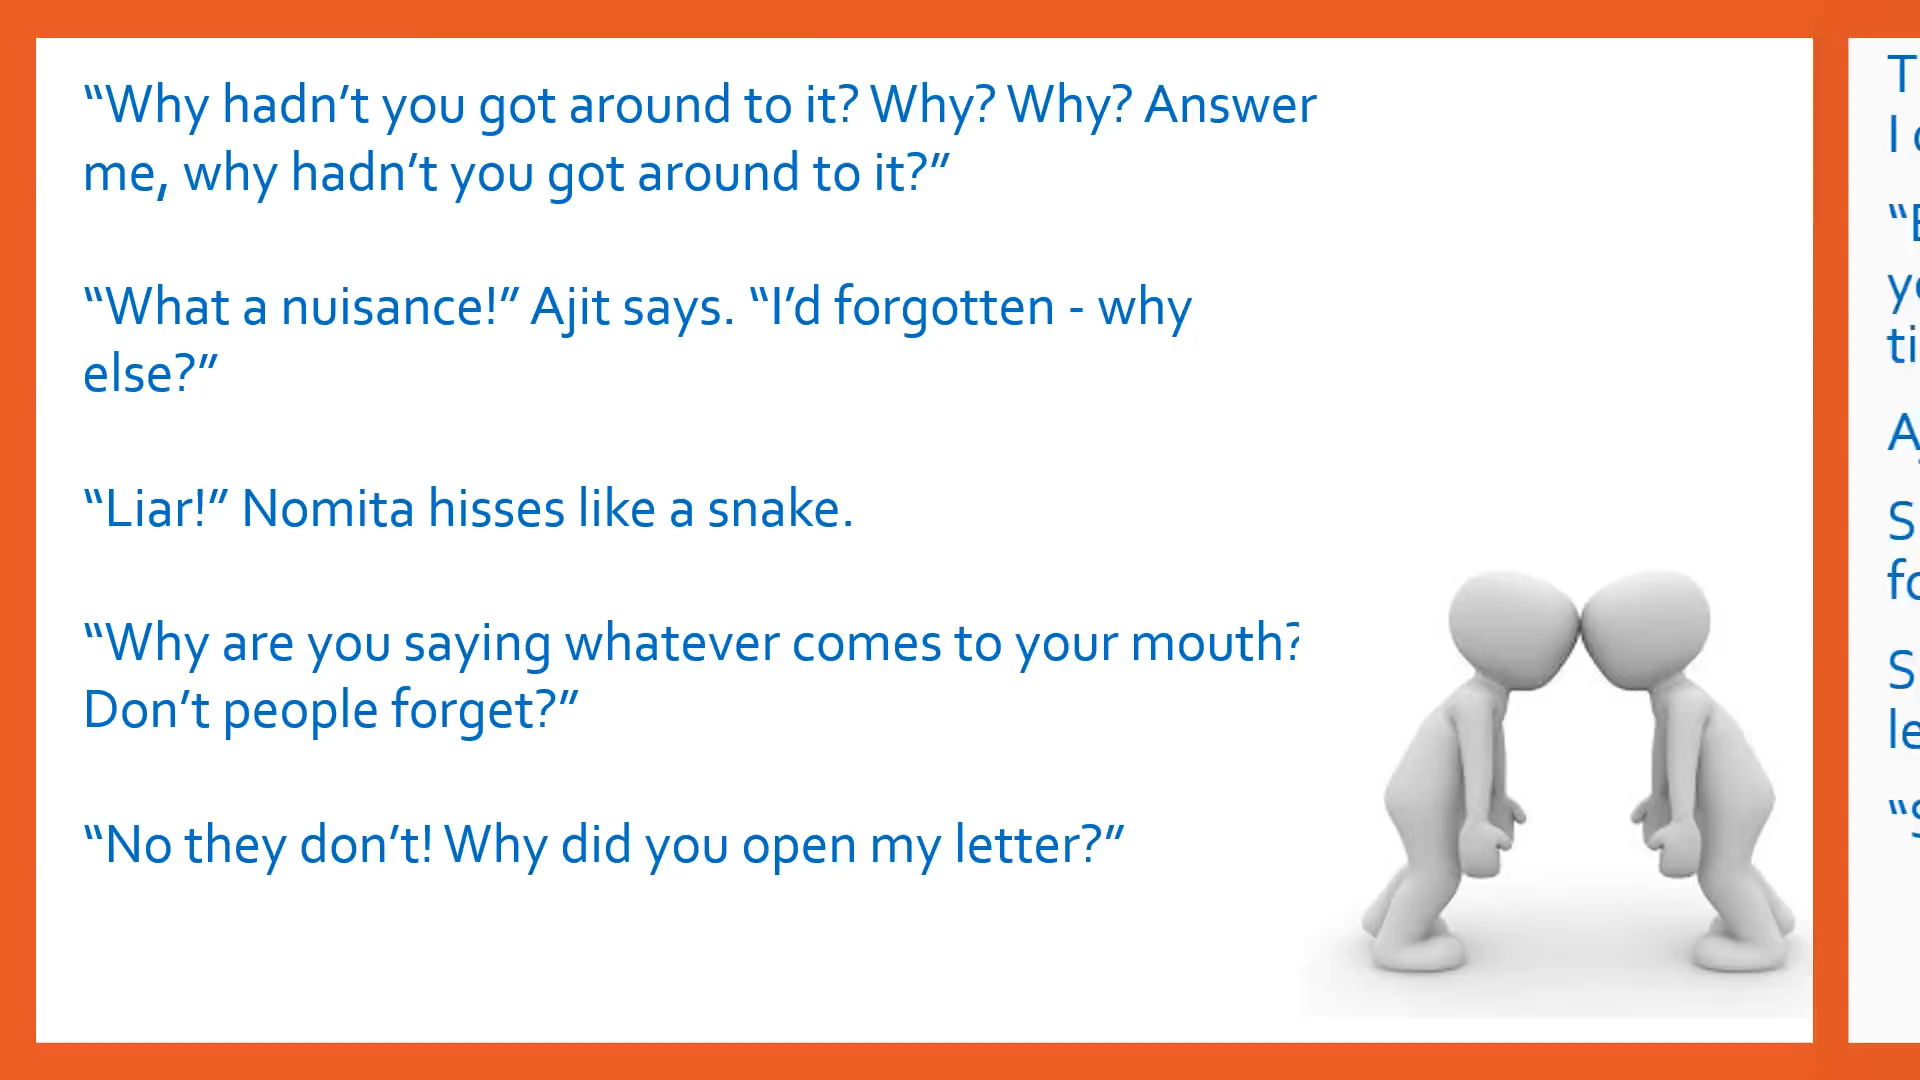 “Why hadn’t you got around to it? Why? Why? Answer
me, why hadn’t you got around to it?”
“What a nuisance!” Ajit says. “I’d forgotten - why
else?”
“Liar!” Nomita hisses like a snake.
“Why are you saying whatever comes to your mouth?
Don’t people forget?”
“No they don’t! Why did you open my letter?”